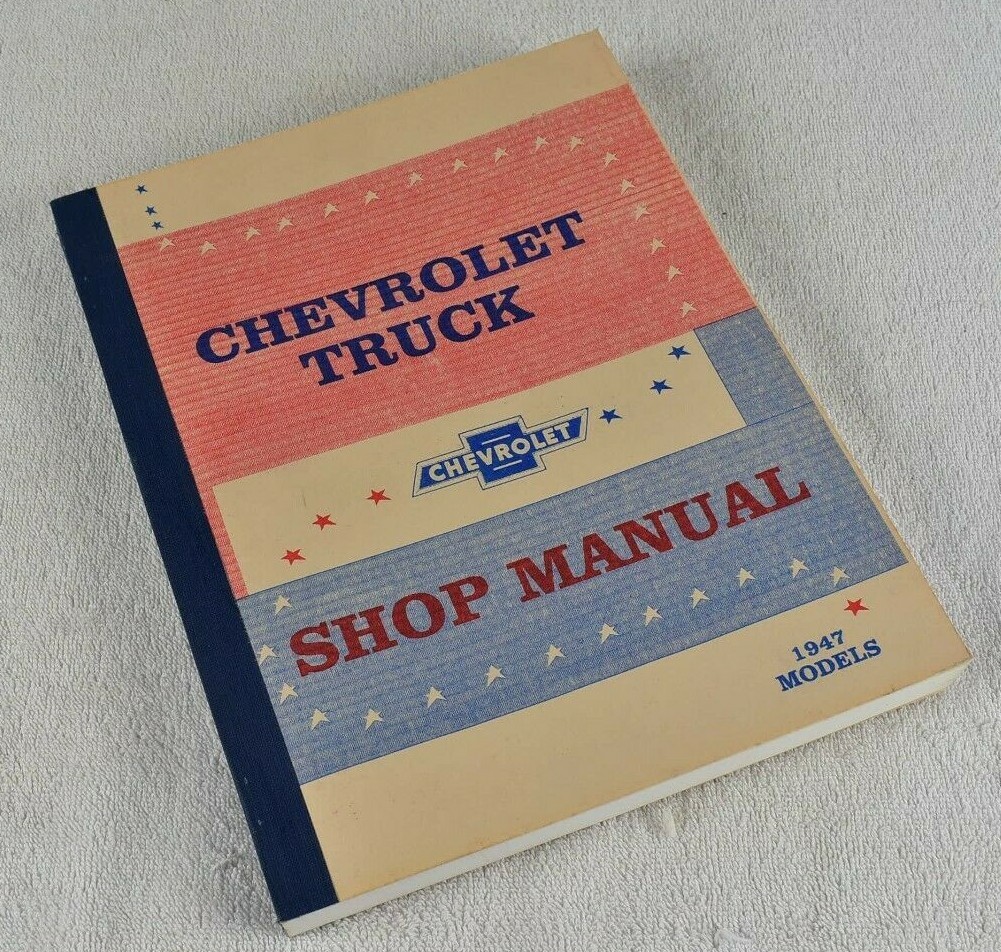 CHEVROLET
TRUCK
CHEVROLET
SHOP MANUAL
1947
MODELS